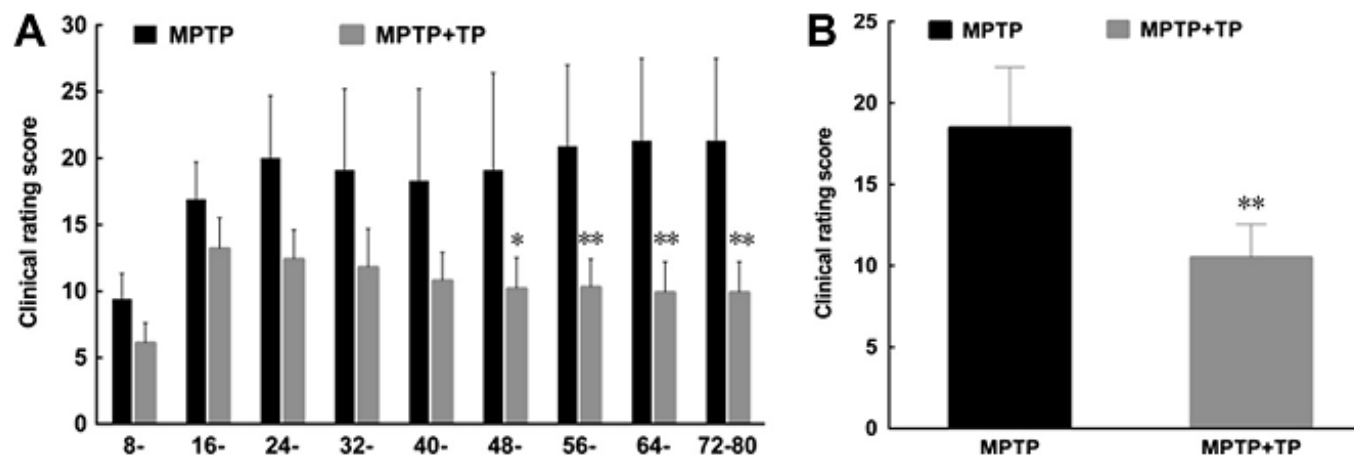 A
MPTP
MPTP+TP
Clinical rating score
30
25
20
15
10
5
0
*
**
**
**
8-
16-
24-
32-
40-
48-
56-
64-
72-80
B
MPTP
MPTP+TP
Clinical rating score
25
20
15
10
5
0
**
MPTP
MPTP+TP